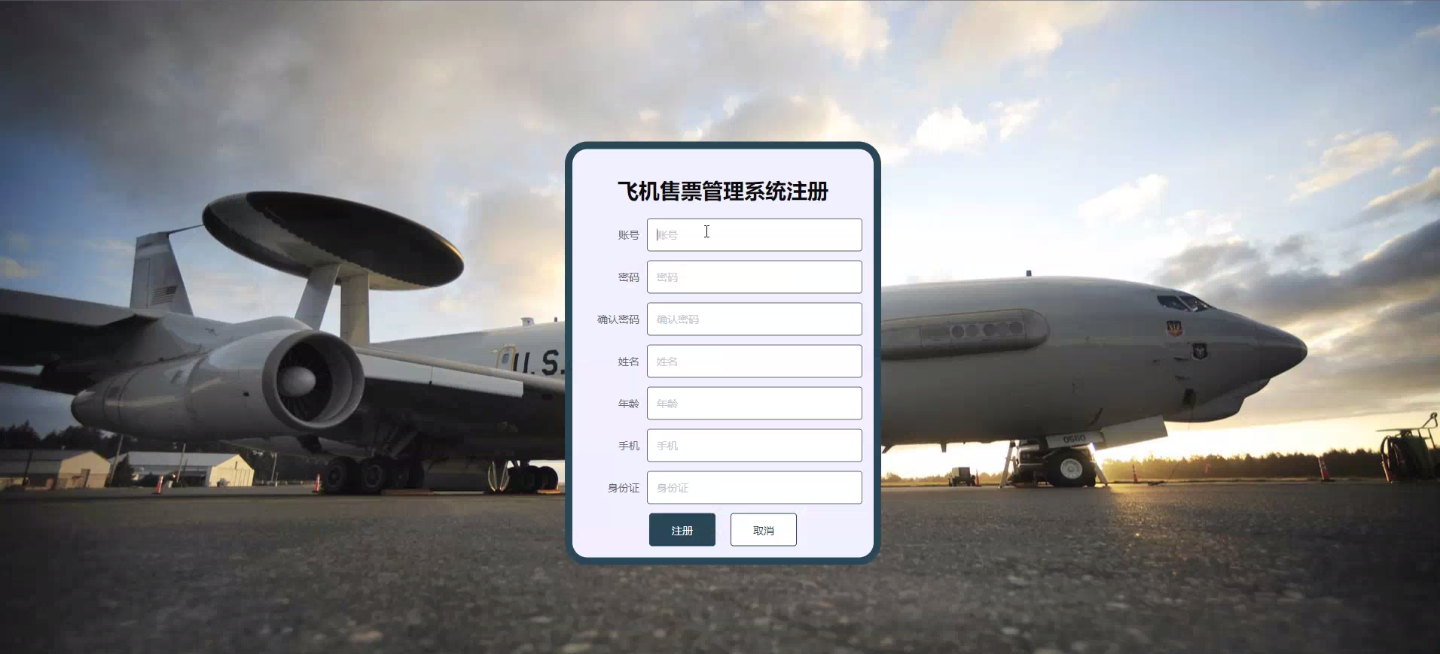 飞机售票管理系统注册
账号 账号
密码 密码
确认密码 确认密码
姓名 姓名
年龄 年龄
手机 手机
身份证 身份证
注册 取消
U.S.
0560